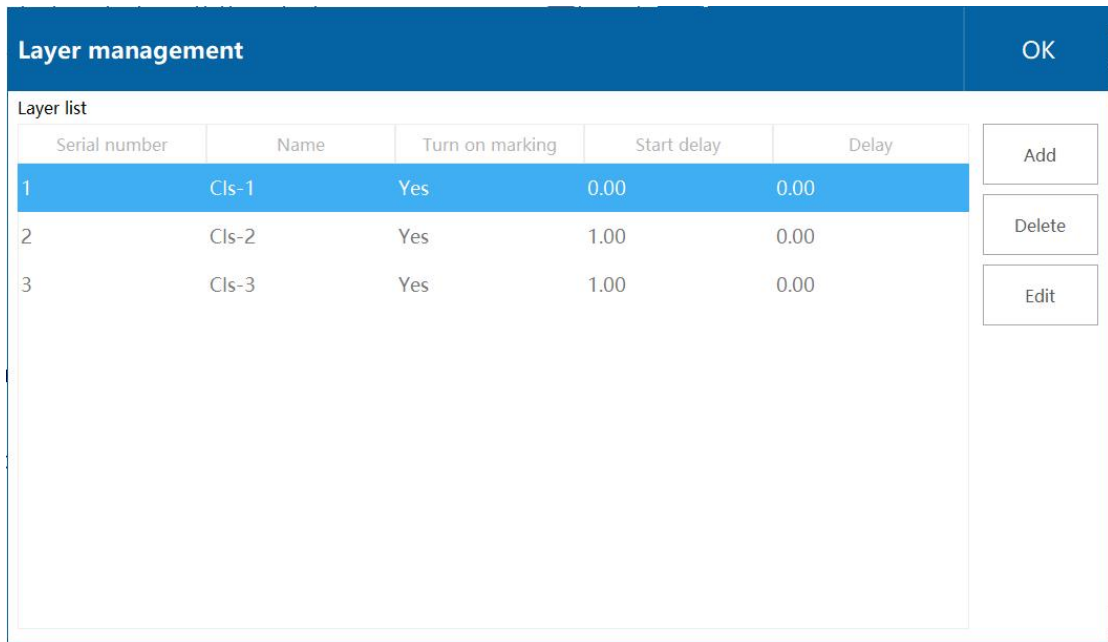 Layer management OK
Layer list
Serial number Name Turn on marking Start delay Delay
1 Cls-1 Yes 0.00 0.00
2 Cls-2 Yes 1.00 0.00
3 Cls-3 Yes 1.00 0.00
Add
Delete
Edit